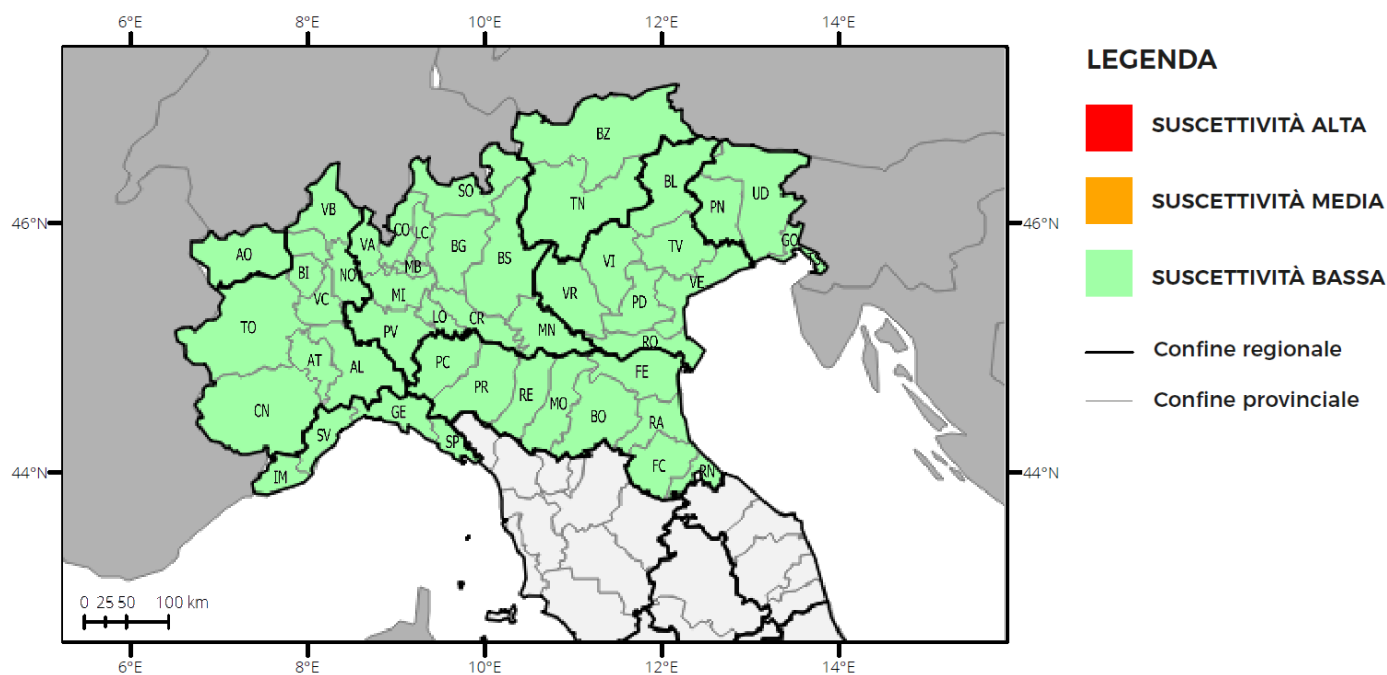 6°E 8°E 10°E 12°E 14°E
LEGENDA
SUSCETTIVITÀ ALTA
SUSCETTIVITÀ MEDIA
SUSCETTIVITÀ BASSA
Confine regionale
Confine provinciale
46°N 46°N
44°N 44°N
BZ
SO
BL
VB
TN
PN
UD
CO
LC
VA
BG
TV
GO
AO
BS
VI
BI
NO
MB
VE
VC
MI
VR
PD
LO
CR
TO
PV
MN
RO
AT
AL
PC
FE
PR
RE
MO
BO
CN
GE
RA
SV
SP
FC
RN
IM
0 25 50 100 km
6°E 8°E 10°E 12°E 14°E